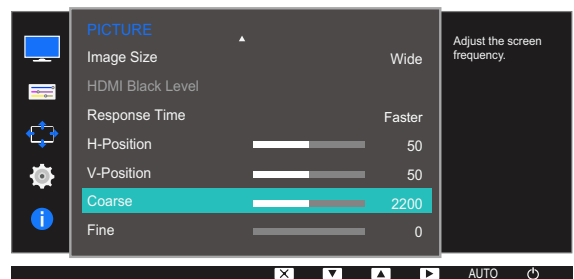 PICTURE
Image Size Wide
HDMI Black Level
Response Time Faster
H-Position 50
V-Position 50
Coarse 2200
Fine 0
Adjust the screen
frequency.
AUTO